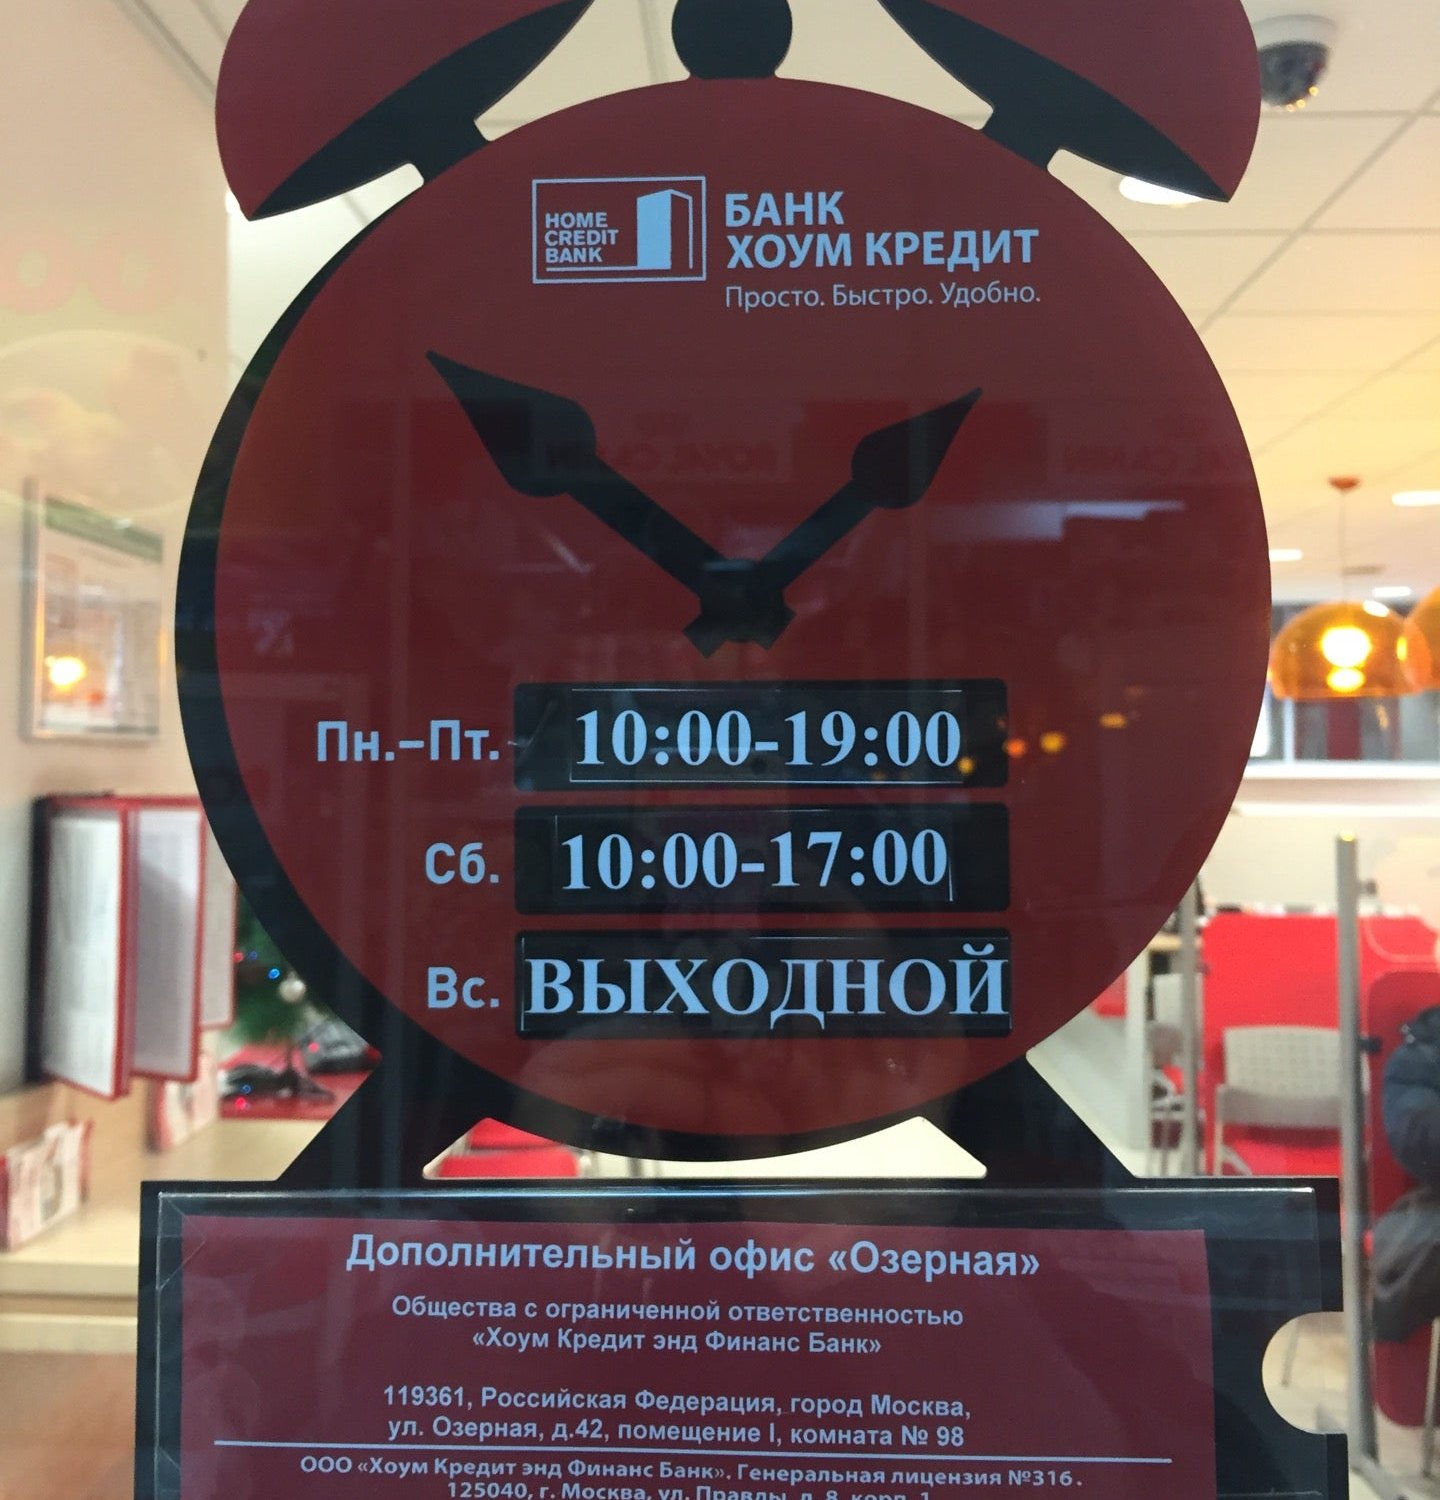 HOME
CREDIT
BANK
БАНК
ХОУМ КРЕДИТ
Просто. Быстро. Удобно.
Пн.-Пт. 10:00-19:00
Сб. 10:00-17:00
Вс. ВЫХОДНОЙ
Дополнительный офис «Озерная»
Общества с ограниченной ответственностью
«Хоум Кредит энд Финанс Банк»
119361, Российская Федерация, город Москва,
ул. Озерная, д.42, помещение I, комната № 98
ООО «Хоум Кредит энд Финанс Банк». Генеральная лицензия №316.
125040, г. Москва, ул. Правды, д. 8, корп. 1